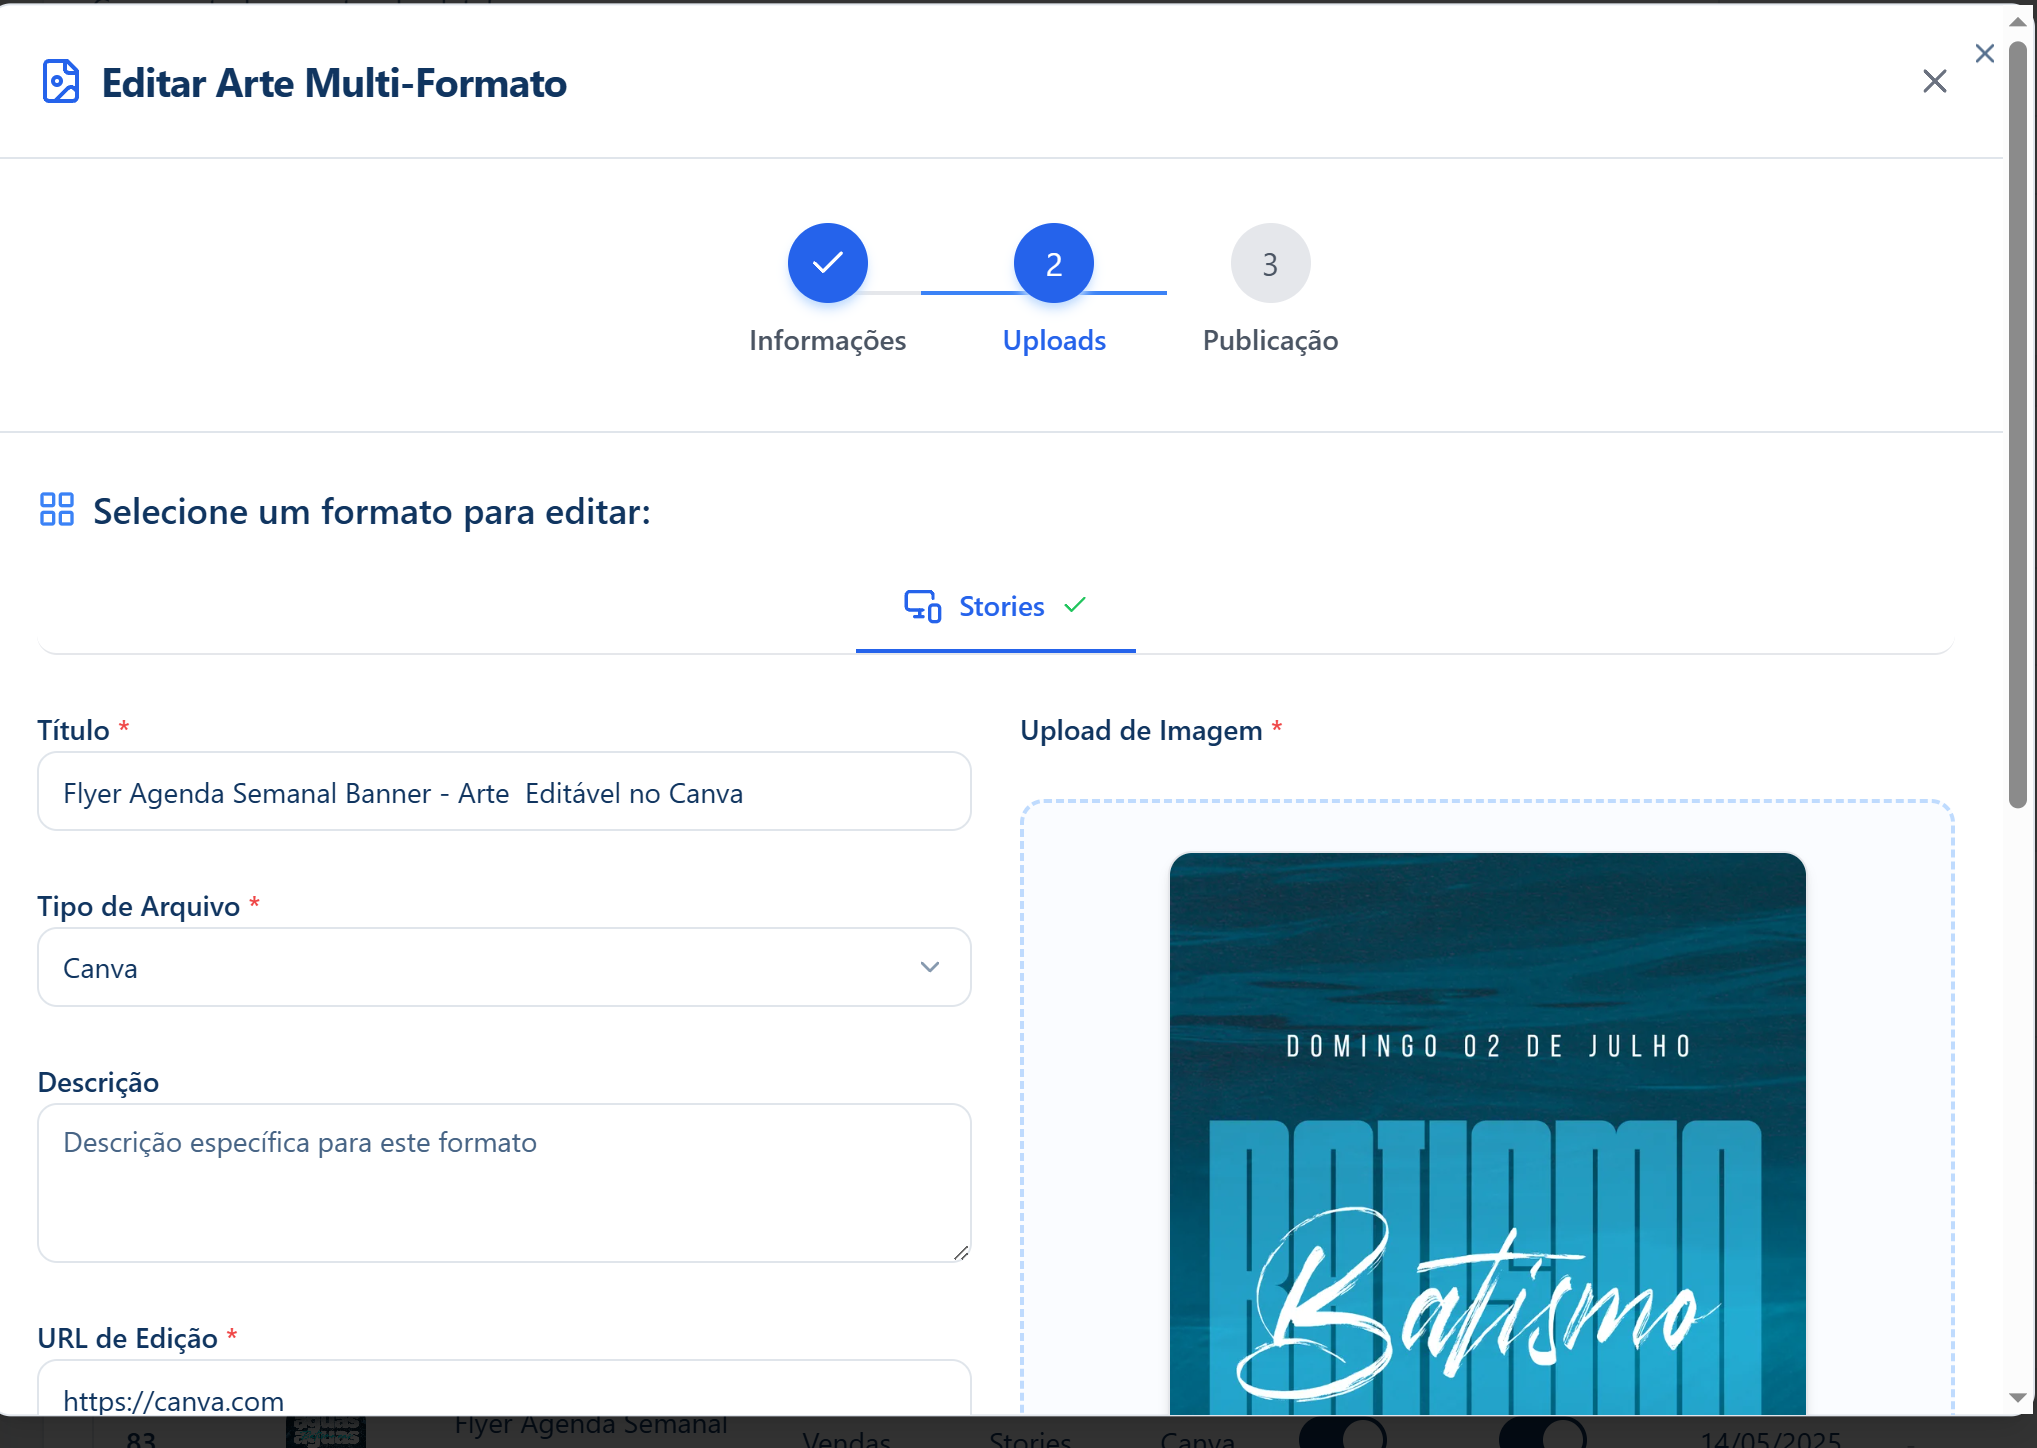 Editar Arte Multi-Formato
2
3
Informações
Uploads
Publicação
Selecione um formato para editar:
Stories
Título *
Flyer Agenda Semanal Banner - Arte  Editável no Canva
Tipo de Arquivo *
Canva
Descrição
Descrição específica para este formato
URL de Edição *
https://canva.com
Upload de Imagem *
DOMINGO 02 DE JULHO
BATISMO
Batismo
83
águas
águas
Flyer Agenda Semanal
Vendas
Stories
Canva
14/05/2025